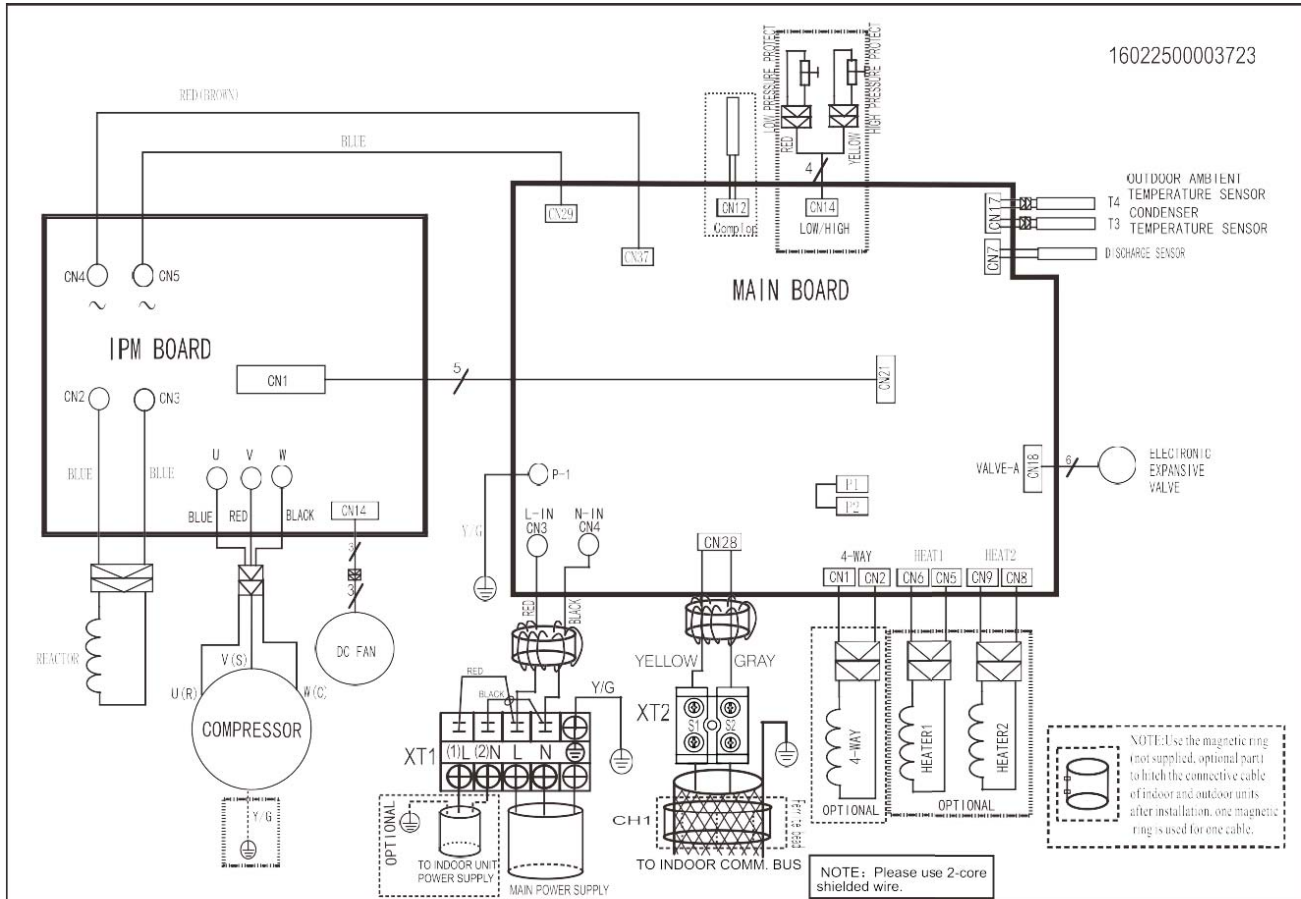 16022500003723
LOW PRESSURE PROTECT
HIGH PRESSURE PROTECT
RED
YELLOW
4
RED(BROWN)
BLUE
CN29
CN37
CN12
Comp1op
CN14
LOW/HIGH
CN17
T4
OUTDOOR AMBIENT
TEMPERATURE SENSOR
T3
CONDENSER
TEMPERATURE SENSOR
CN7
DISCHARGE SENSOR
MAIN BOARD
CN4
CN5
IPM BOARD
CN1
5
CN21
CN2
CN3
BLUE
BLUE
U
V
W
BLUE
RED
BLACK
CN14
3
3
DC FAN
REACTOR
V(S)
U(R)
W(C)
COMPRESSOR
Y/G
P-1
Y/G
L-IN
CN3
N-IN
CN4
RED
BLACK
P1
P2
VALVE-A
CN18
6
ELECTRONIC
EXPANSIVE
VALVE
CN28
4-WAY
HEAT1
HEAT2
CN1
CN2
CN6
CN5
CN9
CN8
YELLOW
GRAY
RED
BLACK
Y/G
XT1
(1)L
(2)N
L
N
XT2
S1
S2
OPTIONAL
TO INDOOR UNIT
POWER SUPPLY
MAIN POWER SUPPLY
CH1
Ferrite bead
TO INDOOR COMM. BUS
4-WAY
OPTIONAL
HEATER1
HEATER2
OPTIONAL
NOTE: Please use 2-core
shielded wire.
NOTE:Use the magnetic ring
(not supplied, optional part)
to hitch the connective cable
of indoor and outdoor units
after installation. one magnetic
ring is used for one cable.